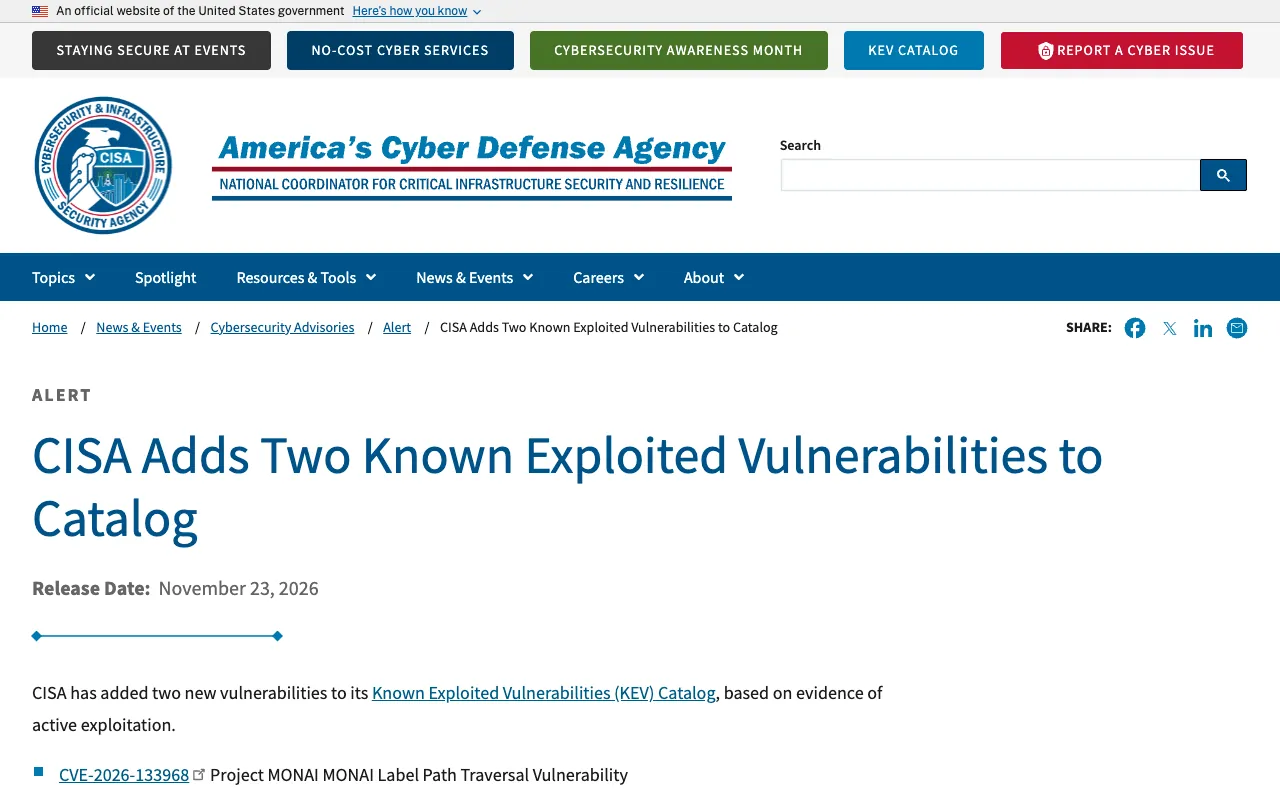 An official website of the United States government Here's how you know
STAYING SECURE AT EVENTS NO-COST CYBER SERVICES CYBERSECURITY AWARENESS MONTH KEV CATALOG REPORT A CYBER ISSUE
CYBERSECURITY & INFRASTRUCTURE
CISA
SECURITY AGENCY
America's Cyber Defense Agency
NATIONAL COORDINATOR FOR CRITICAL INFRASTRUCTURE SECURITY AND RESILIENCE
Search
Topics Spotlight Resources & Tools News & Events Careers About
Home / News & Events / Cybersecurity Advisories / Alert / CISA Adds Two Known Exploited Vulnerabilities to Catalog SHARE:
ALERT
CISA Adds Two Known Exploited Vulnerabilities to
Catalog
Release Date: November 23, 2026
CISA has added two new vulnerabilities to its Known Exploited Vulnerabilities (KEV) Catalog, based on evidence of
active exploitation.
CVE-2026-133968 Project MONAI MONAI Label Path Traversal Vulnerability